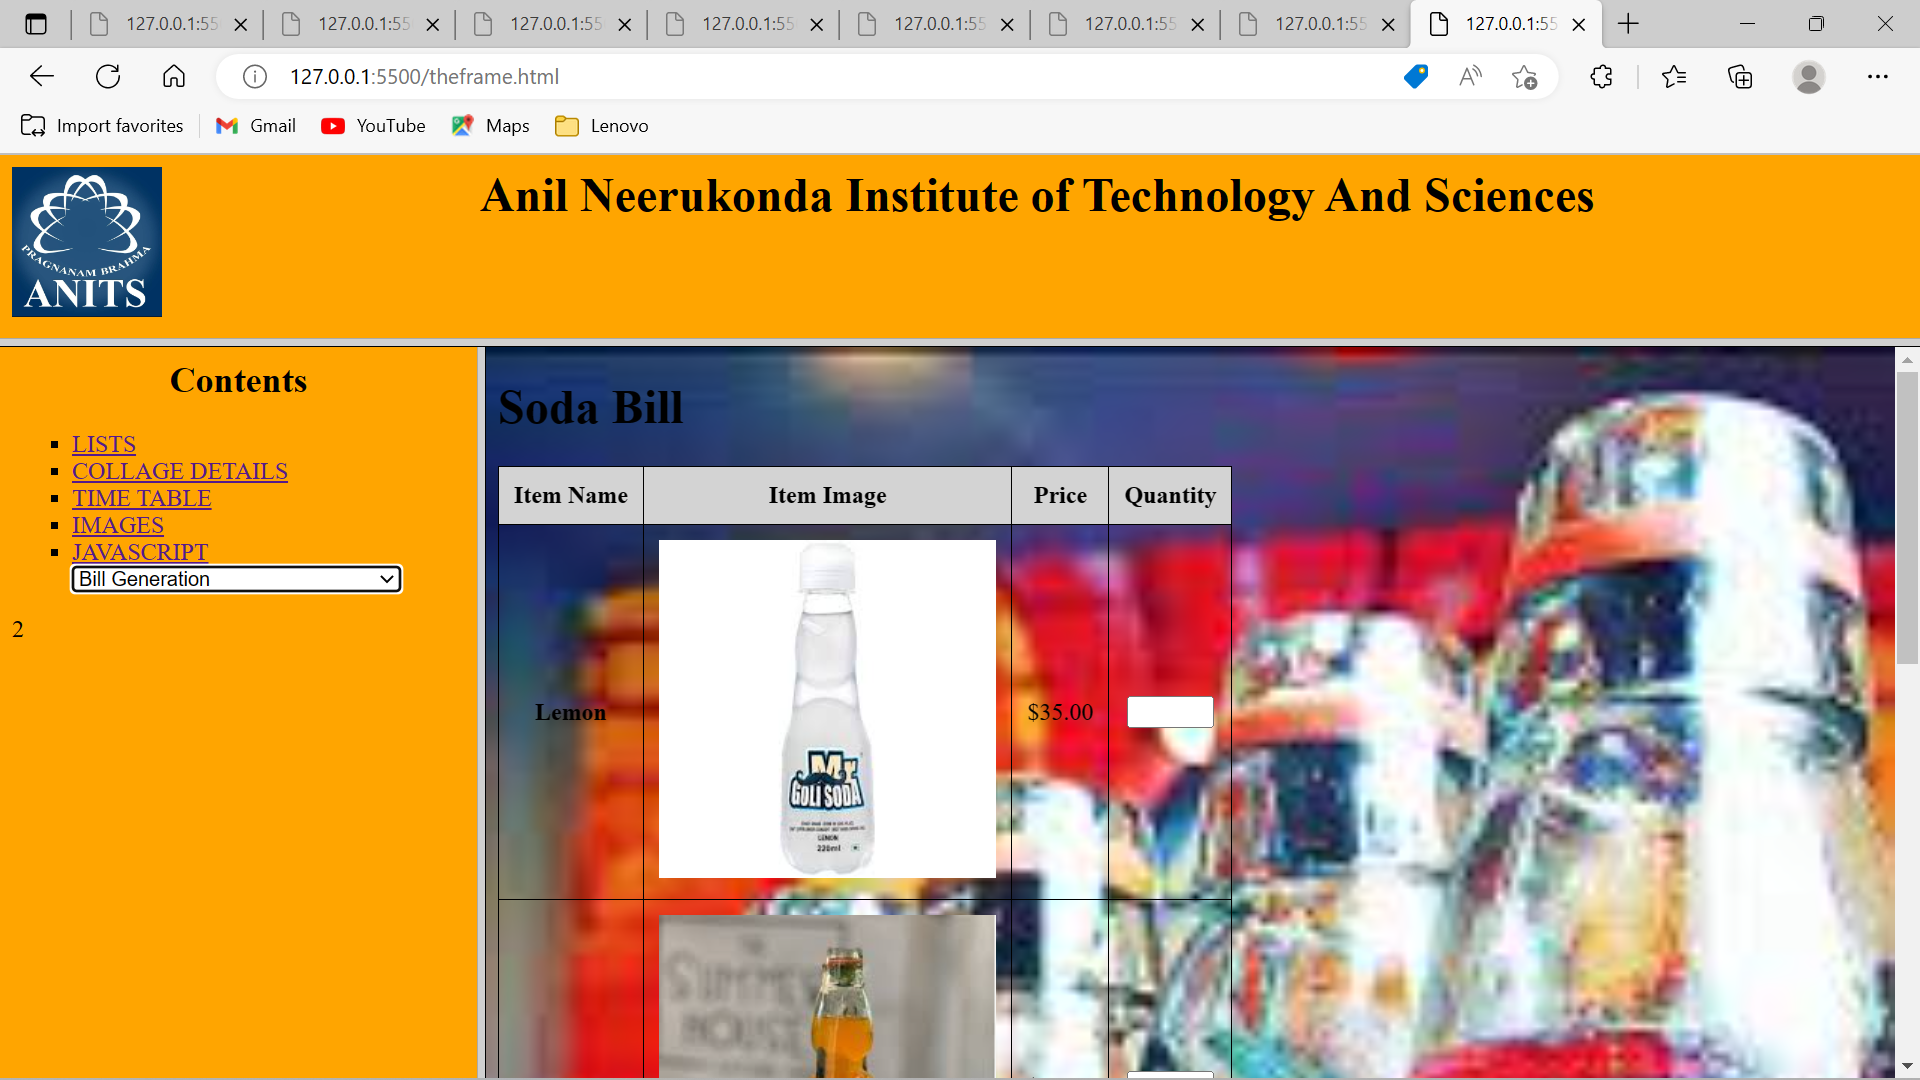 127.0.0.1:55 127.0.0.1:55 127.0.0.1:55 127.0.0.1:55 127.0.0.1:55 127.0.0.1:55 127.0.0.1:55 127.0.0.1:55
127.0.0.1:5500/theframe.html
Import favorites Gmail YouTube Maps Lenovo
Anil Neerukonda Institute of Technology And Sciences
PRAGNANAM BRAHMA
ANITS
Contents
LISTS
COLLAGE DETAILS
TIME TABLE
IMAGES
JAVASCRIPT
Bill Generation
2
Soda Bill
Item Name Item Image Price Quantity
Lemon
Mr
GOLI SODA
LEMON
220ml
$35.00
HOUSE